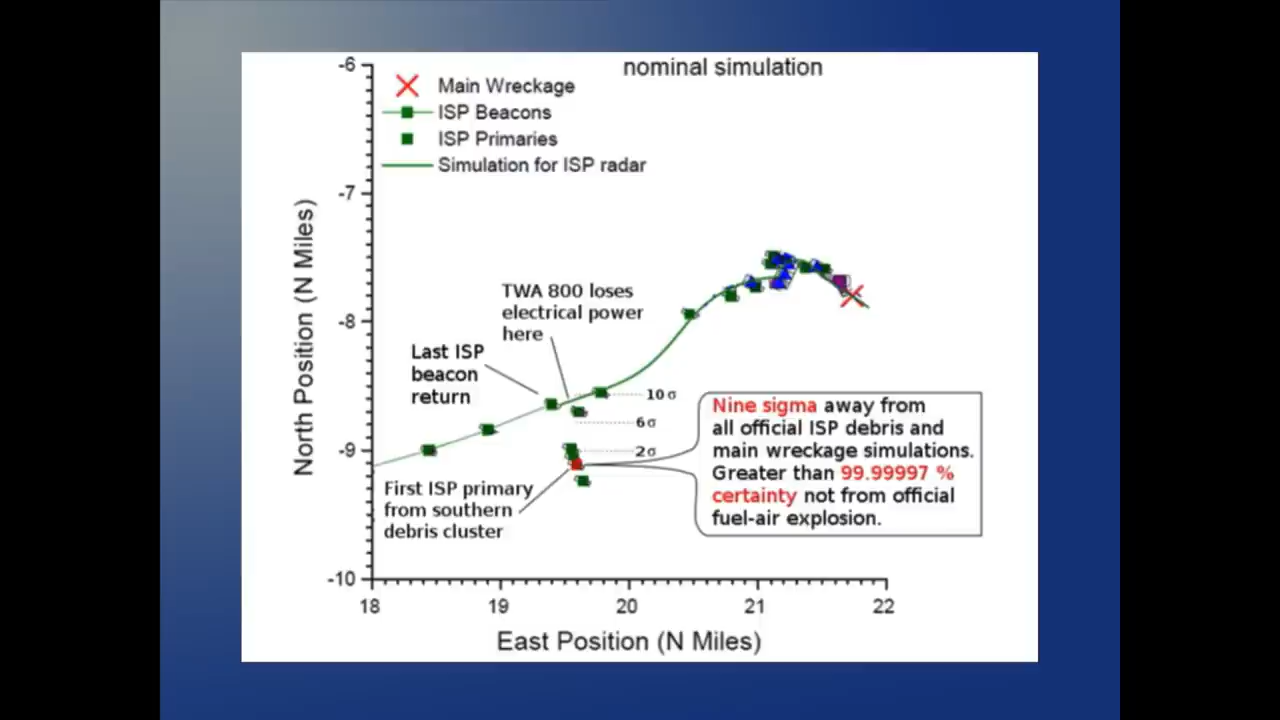 nominal simulation
-6
Main Wreckage
ISP Beacons
ISP Primaries
Simulation for ISP radar
-7
North Position (N Miles)
TWA 800 loses
electrical power
here
-8
Last ISP
beacon
return
10 σ
6 σ
2 σ
Nine sigma away from
all official ISP debris and
main wreckage simulations.
Greater than 99.99997 %
certainty not from official
fuel-air explosion.
-9
First ISP primary
from southern
debris cluster
-10
18
19
20
21
22
East Position (N Miles)